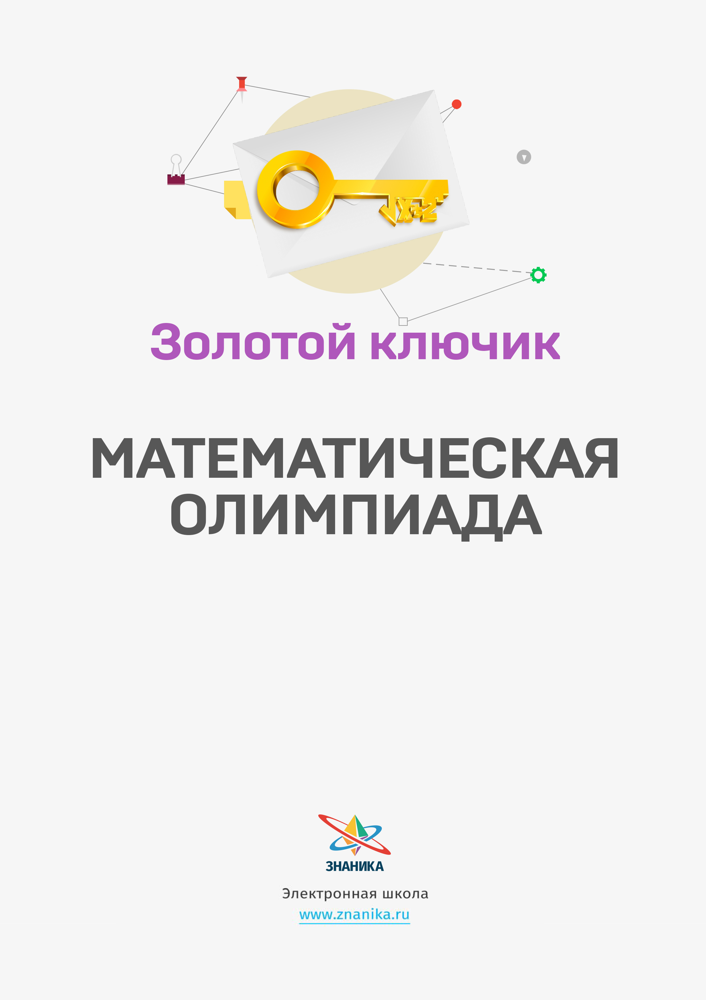 Золотой ключик
МАТЕМАТИЧЕСКАЯ
ОЛИМПИАДА
ЗНАНИКА
Электронная школа
www.znanika.ru